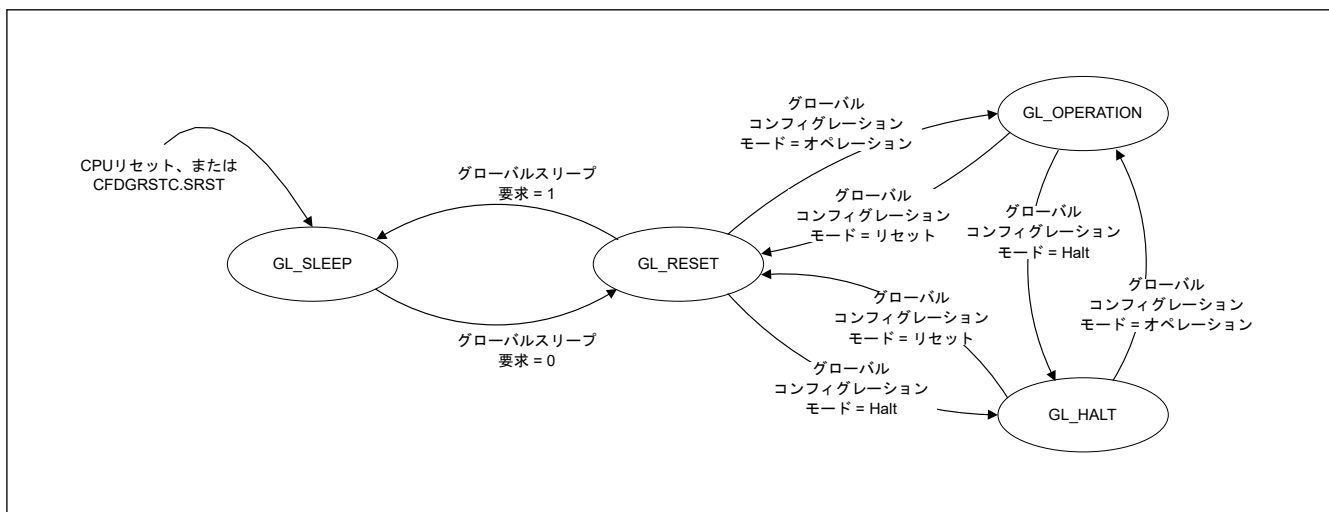 CPUリセット、または
CFDGRSTC.SRST
GL_SLEEP
グローバルスリープ
要求 = 1
グローバルスリープ
要求 = 0
GL_RESET
グローバル
コンフィグレーション
モード = オペレーション
グローバル
コンフィグレーション
モード = リセット
グローバル
コンフィグレーション
モード = リセット
グローバル
コンフィグレーション
モード = Halt
GL_OPERATION
グローバル
コンフィグレーション
モード = Halt
グローバル
コンフィグレーション
モード = オペレーション
GL_HALT